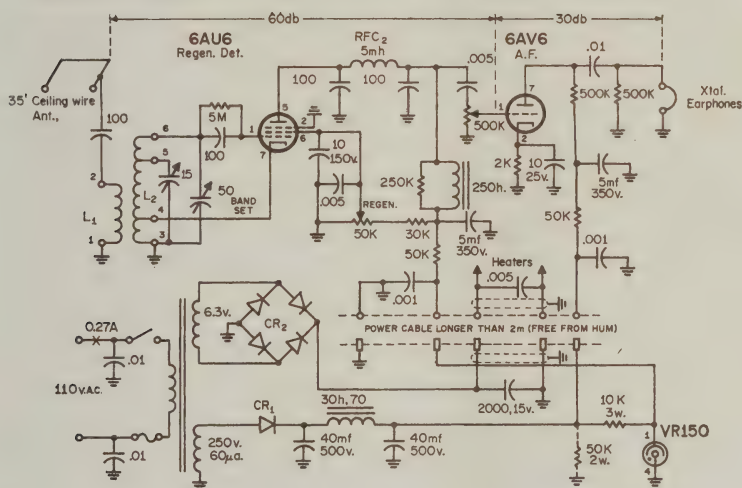 60db
30db
6AU6
Regen. Det.
RFC2
5mh
6AV6
A.F.
.005
.01
35' Ceiling wire
Ant.,
100
5M
100
100
100
500K
500K
500K
Xtal.
Earphones
6
5
4
3
2
1
L1
L2
15
50
BAND
SET
1
5
2
6
7
10
150v.
.005
REGEN.
50K
30K
250K
250h.
50K
5mf
350v.
1
7
2
2K
10
25v.
5mf
350v.
50K
.001
Heaters
.005
.001
POWER CABLE LONGER THAN 2m (FREE FROM HUM)
6.3v.
CR2
0.27A
.01
110v.A.C.
.01
250v.
60µa.
CR1
30h,70
40mf
500v.
40mf
500v.
2000,15v.
10K
3w.
50K
2w.
VR150
1
4